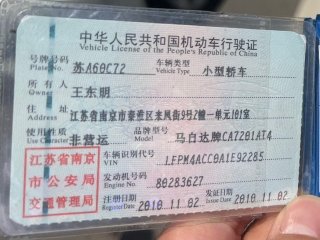 中华人民共和国机动车行驶证
Vehicle License of the People's Republic of China
号牌号码 苏A60C72 车辆类型 小型轿车
Plate No. Vehicle Type
所有人 王东明
Owner
住址 江苏省南京市秦淮区来凤街9号2幢一单元101室
Address
使用性质 非营运 品牌型号 马自达牌CA7201AT4
Use Character Model
江苏省南京市公安局交通管理局
车辆识别代号 LFPM4ACC0A1E92285
VIN
发动机号码 80283627
Engine No.
注册日期 2010 11 02 发证日期 2010 11 02
Register Date Issue Date